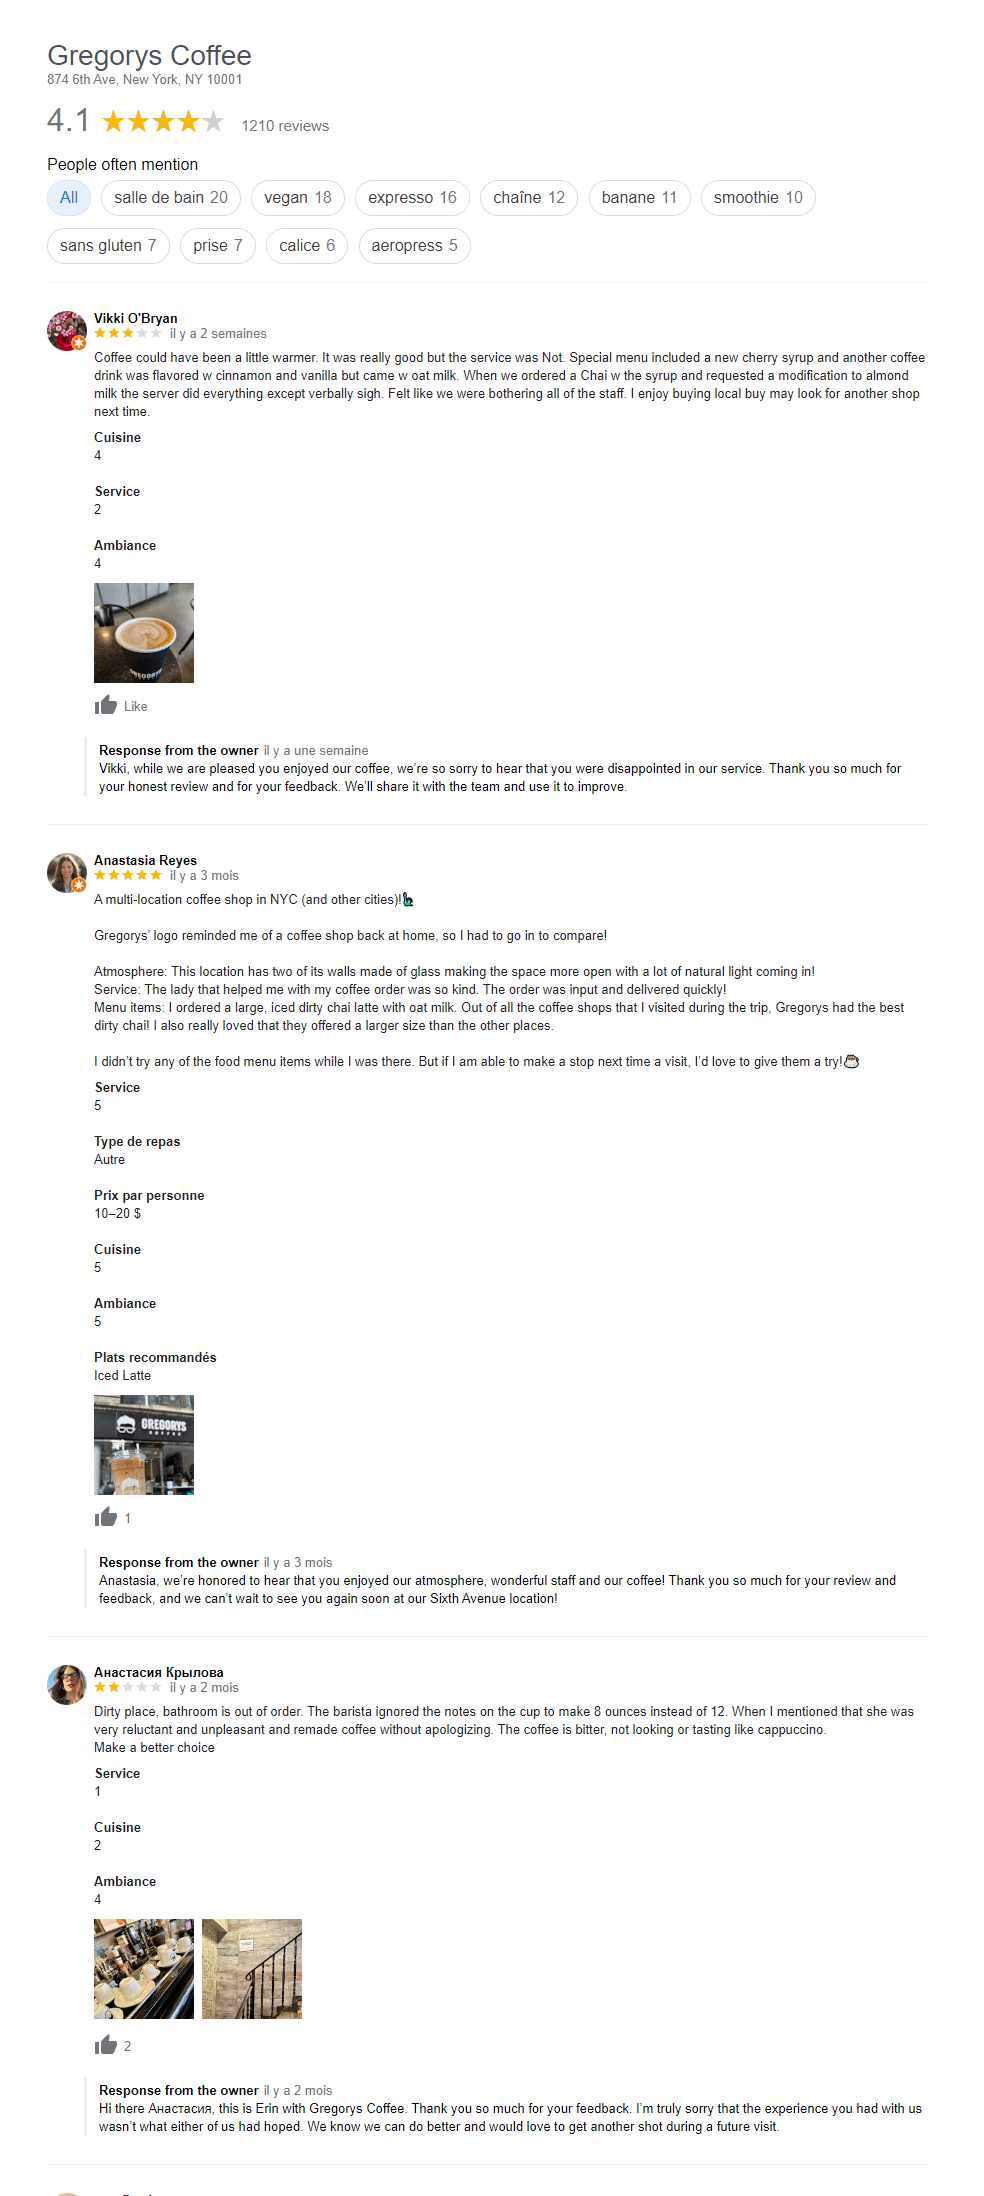 Gregorys Coffee
874 6th Ave, New York, NY 10001
4.1 1210 reviews
People often mention
All salle de bain 20 vegan 18 expresso 16 chaîne 12 banane 11 smoothie 10
sans gluten 7 prise 7 calice 6 aeropress 5
Vikki O'Bryan
il y a 2 semaines
Coffee could have been a little warmer. It was really good but the service was Not. Special menu included a new cherry syrup and another coffee
drink was flavored w cinnamon and vanilla but came w oat milk. When we ordered a Chai w the syrup and requested a modification to almond
milk the server did everything except verbally sigh. Felt like we were bothering all of the staff. I enjoy buying local buy may look for another shop
next time.
Cuisine
4
Service
2
Ambiance
4
GREGORYS
Like
Response from the owner il y a une semaine
Vikki, while we are pleased you enjoyed our coffee, we’re so sorry to hear that you were disappointed in our service. Thank you so much for
your honest review and for your feedback. We’ll share it with the team and use it to improve.
Anastasia Reyes
il y a 3 mois
A multi-location coffee shop in NYC (and other cities)!🗽
Gregorys’ logo reminded me of a coffee shop back at home, so I had to go in to compare!
Atmosphere: This location has two of its walls made of glass making the space more open with a lot of natural light coming in!
Service: The lady that helped me with my coffee order was so kind. The order was input and delivered quickly!
Menu items: I ordered a large, iced dirty chai latte with oat milk. Out of all the coffee shops that I visited during the trip, Gregorys had the best
dirty chai! I also really loved that they offered a larger size than the other places.
I didn’t try any of the food menu items while I was there. But if I am able to make a stop next time a visit, I’d love to give them a try!☕
Service
5
Type de repas
Autre
Prix par personne
10–20 $
Cuisine
5
Ambiance
5
Plats recommandés
Iced Latte
GREGORYS
COFFEE
1
Response from the owner il y a 3 mois
Anastasia, we’re honored to hear that you enjoyed our atmosphere, wonderful staff and our coffee! Thank you so much for your review and
feedback, and we can’t wait to see you again soon at our Sixth Avenue location!
Анастасия Крылова
il y a 2 mois
Dirty place, bathroom is out of order. The barista ignored the notes on the cup to make 8 ounces instead of 12. When I mentioned that she was
very reluctant and unpleasant and remade coffee without apologizing. The coffee is bitter, not looking or tasting like cappuccino.
Make a better choice
Service
1
Cuisine
2
Ambiance
4
2
Response from the owner il y a 2 mois
Hi there Анастасия, this is Erin with Gregorys Coffee. Thank you so much for your feedback. I’m truly sorry that the experience you had with us
wasn’t what either of us had hoped. We know we can do better and would love to get another shot during a future visit.